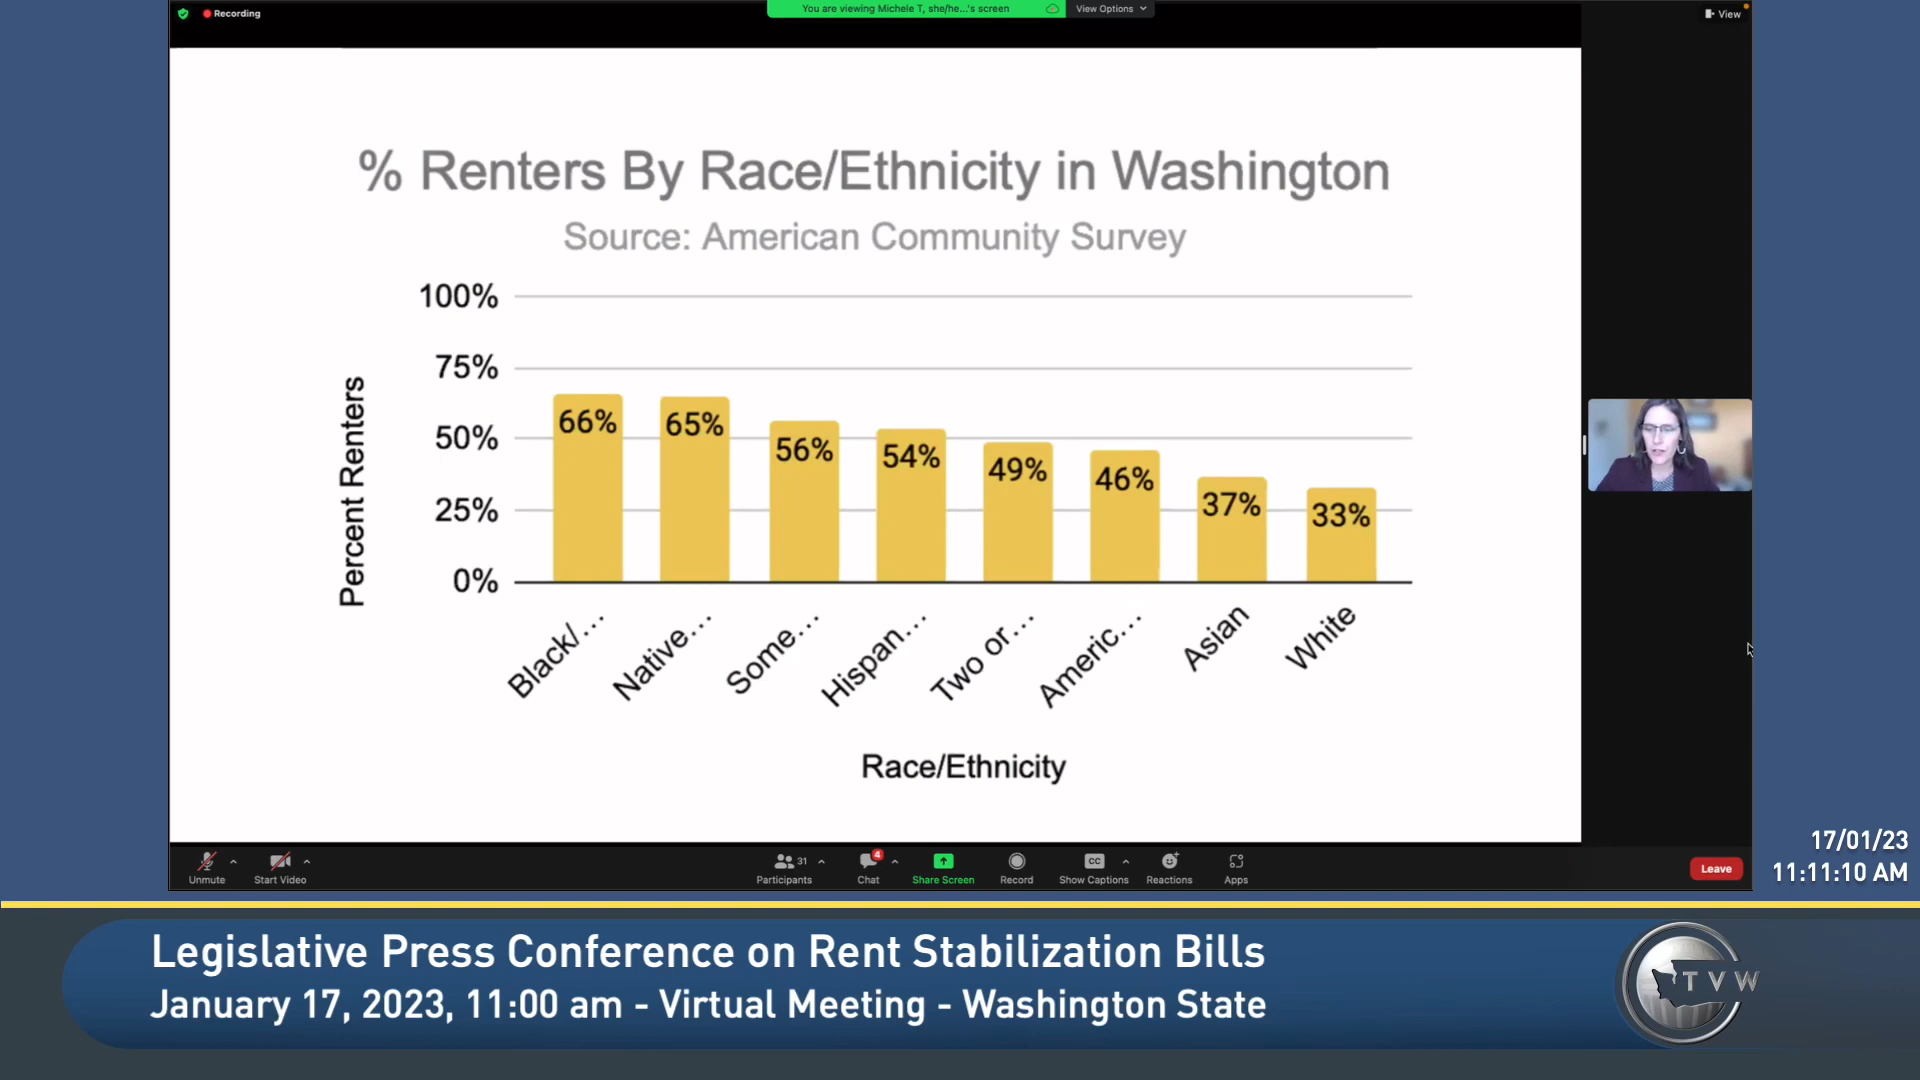 Recording
You are viewing Michele T, she/he...'s screen
View Options
View
% Renters By Race/Ethnicity in Washington
Source: American Community Survey
Percent Renters
100%
75%
50%
25%
0%
66%
65%
56%
54%
49%
46%
37%
33%
Black/...
Native...
Some...
Hispan...
Two or...
Americ...
Asian
White
Race/Ethnicity
Unmute
Start Video
31
Participants
4
Chat
Share Screen
Record
CC
Show Captions
Reactions
Apps
Leave
17/01/23
11:11:10 AM
Legislative Press Conference on Rent Stabilization Bills
January 17, 2023, 11:00 am - Virtual Meeting - Washington State
TVW